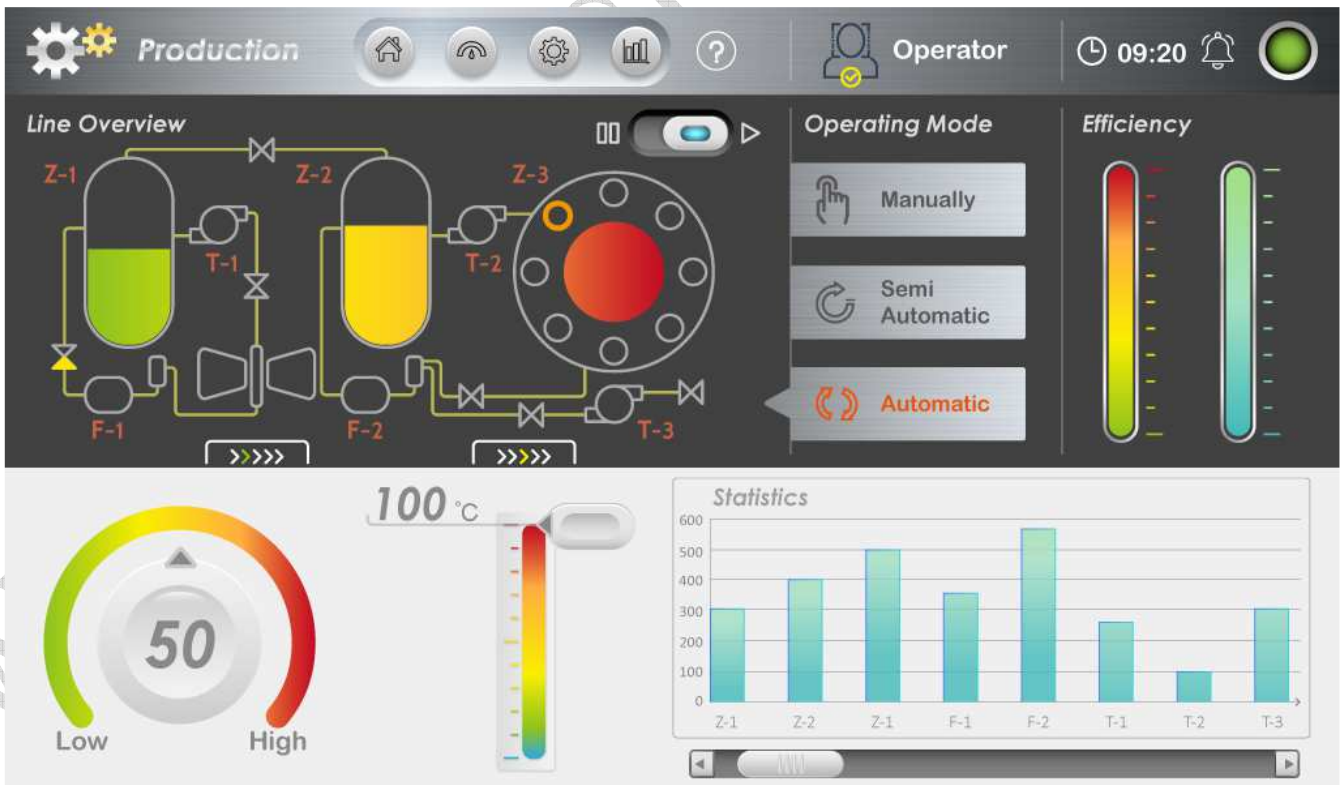 Production
?
Operator
09:20
Line Overview
Z-1
Z-2
Z-3
T-1
T-2
F-1
F-2
T-3
Operating Mode
Manually
Semi
Automatic
Automatic
Efficiency
50
Low
High
100 °C
Statistics
600
500
400
300
200
100
0
Z-1 Z-2 Z-1 F-1 F-2 T-1 T-2 T-3